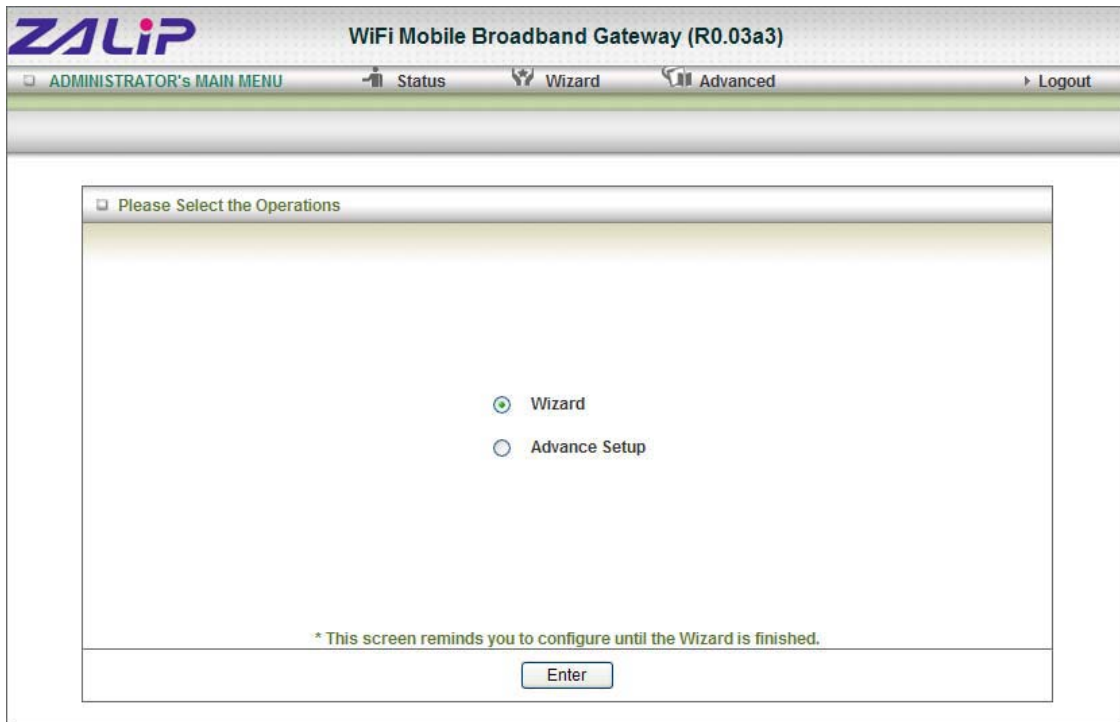 ZALiP
WiFi Mobile Broadband Gateway (R0.03a3)
ADMINISTRATOR's MAIN MENU Status Wizard Advanced Logout
Please Select the Operations
Wizard
Advance Setup
* This screen reminds you to configure until the Wizard is finished.
Enter